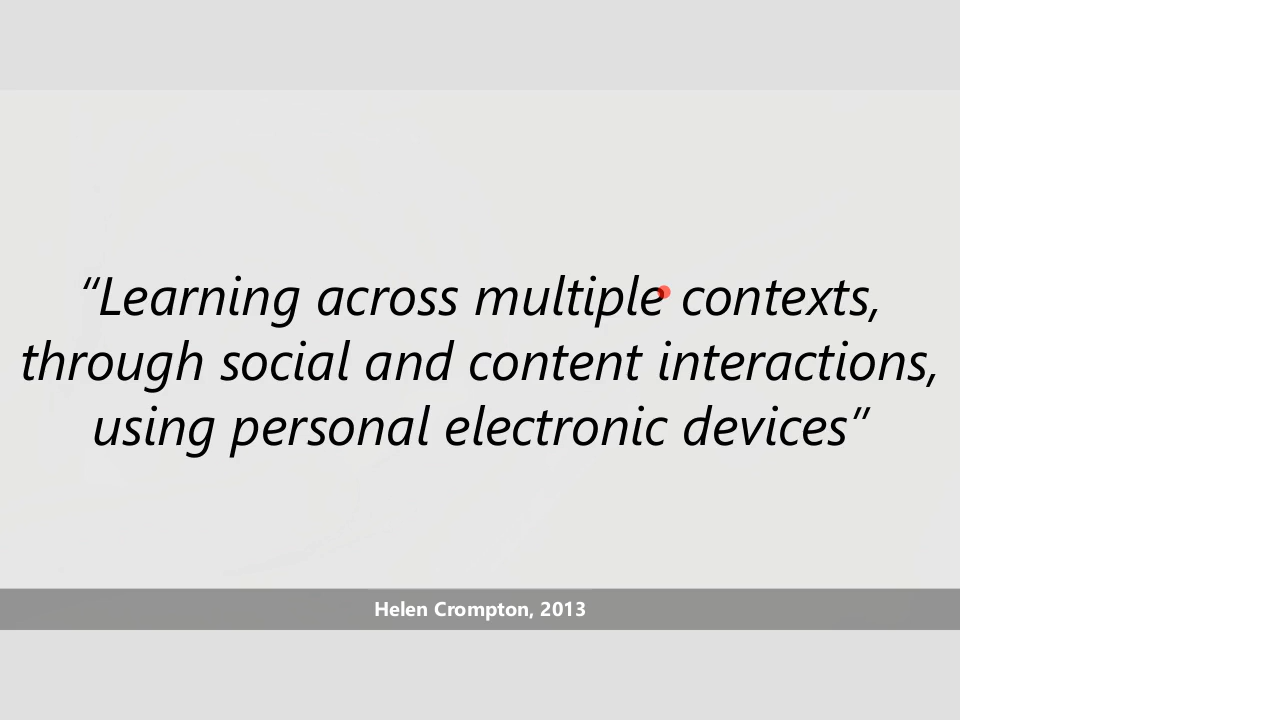 “Learning across multiple contexts,
through social and content interactions,
using personal electronic devices”
Helen Crompton, 2013